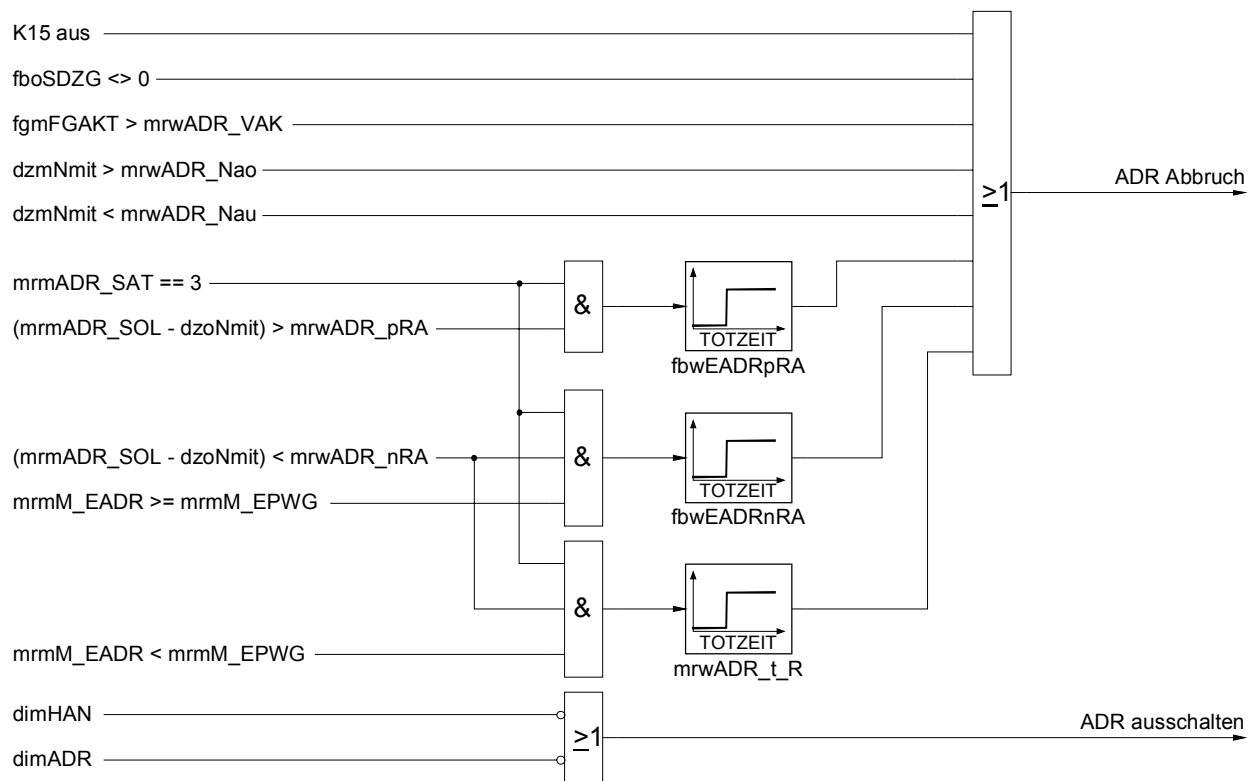 K15 aus
fboSDZG <> 0
fgmFGAKT > mrwADR_VAK
dzmNmit > mrwADR_Nao
ADR Abbruch
dzmNmit < mrwADR_Nau
≥1
mrmADR_SAT == 3
&
(mrmADR_SOL - dzoNmit) > mrwADR_pRA
TOTZEIT
fbwEADRpRA
(mrmADR_SOL - dzoNmit) < mrwADR_nRA
&
mrmM_EADR >= mrmM_EPWG
TOTZEIT
fbwEADRnRA
&
TOTZEIT
mrmM_EADR < mrmM_EPWG
mrwADR_t_R
dimHAN
ADR ausschalten
≥1
dimADR